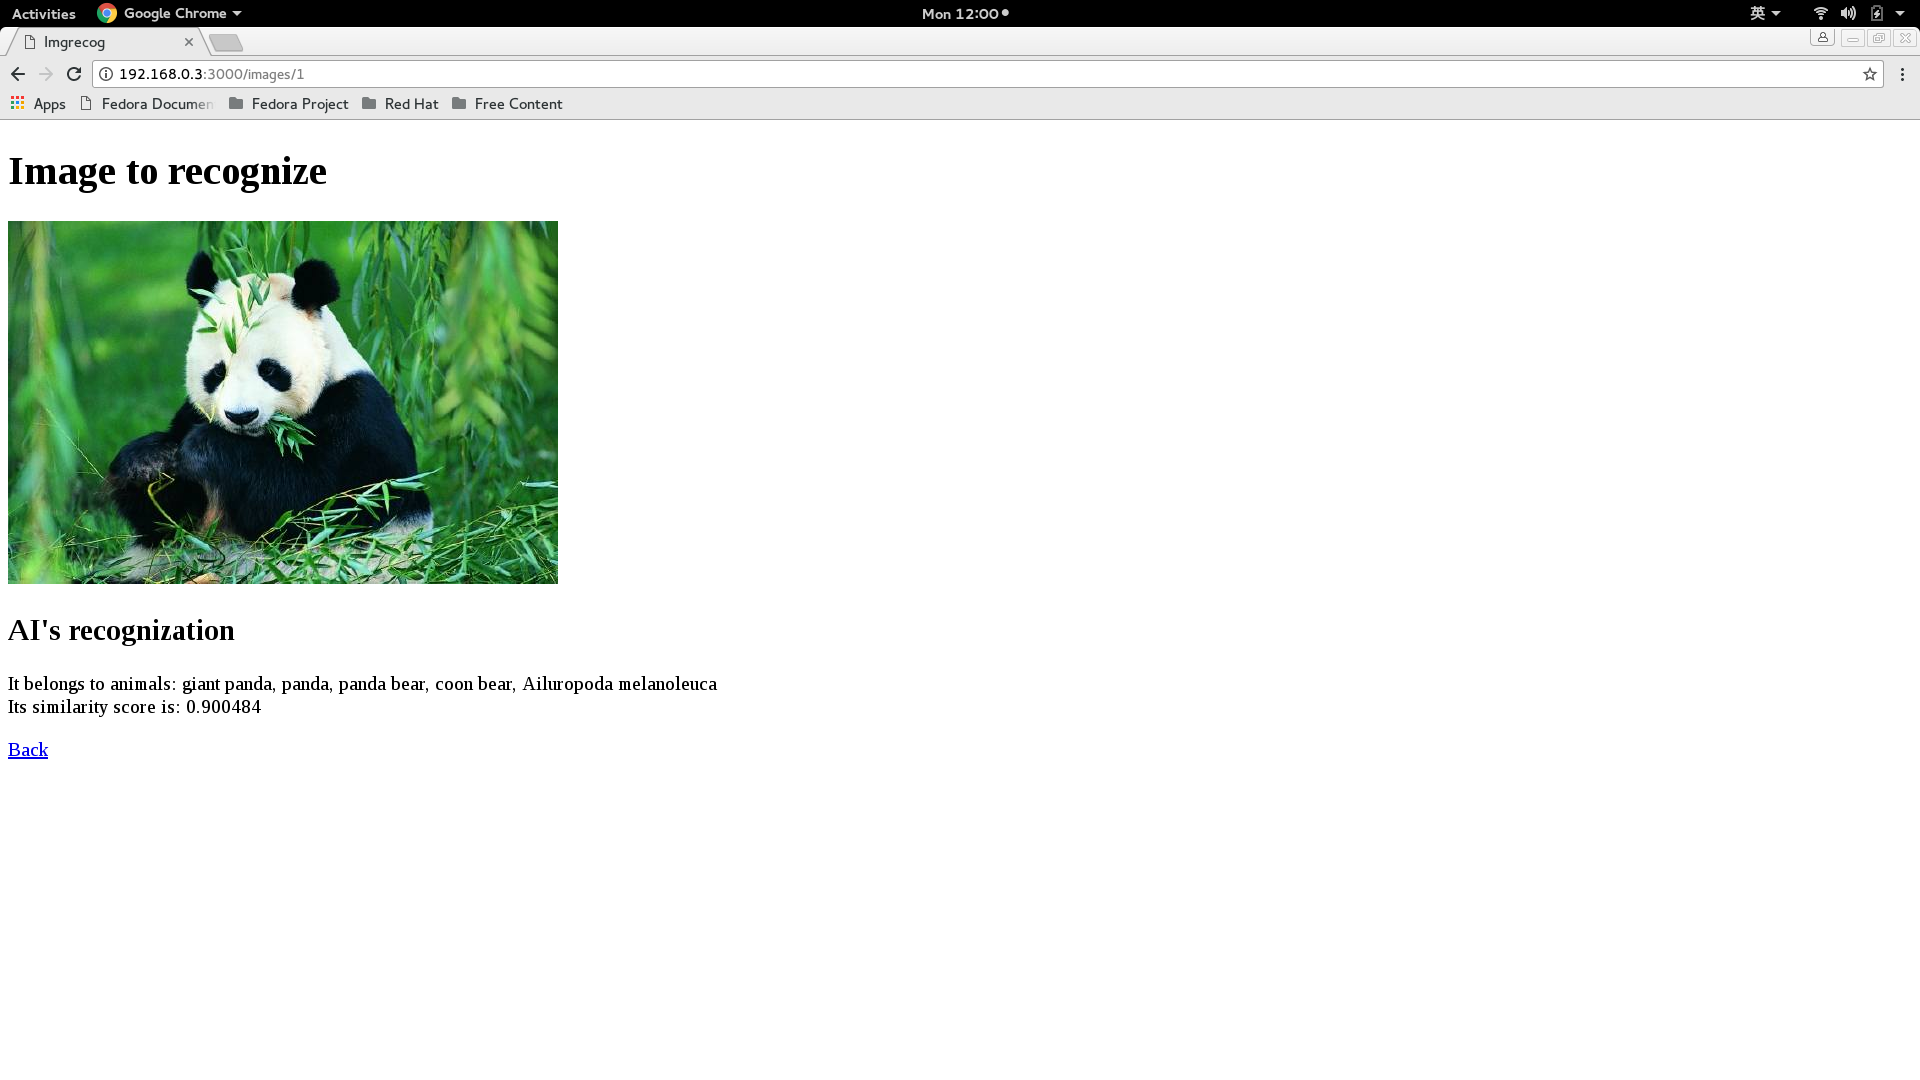 Activities Google Chrome Mon 12:00 英
Imgrecog
192.168.0.3:3000/images/1
Apps Fedora Documen Fedora Project Red Hat Free Content
Image to recognize
AI's recognization
It belongs to animals: giant panda, panda, panda bear, coon bear, Ailuropoda melanoleuca
Its similarity score is: 0.900484
Back